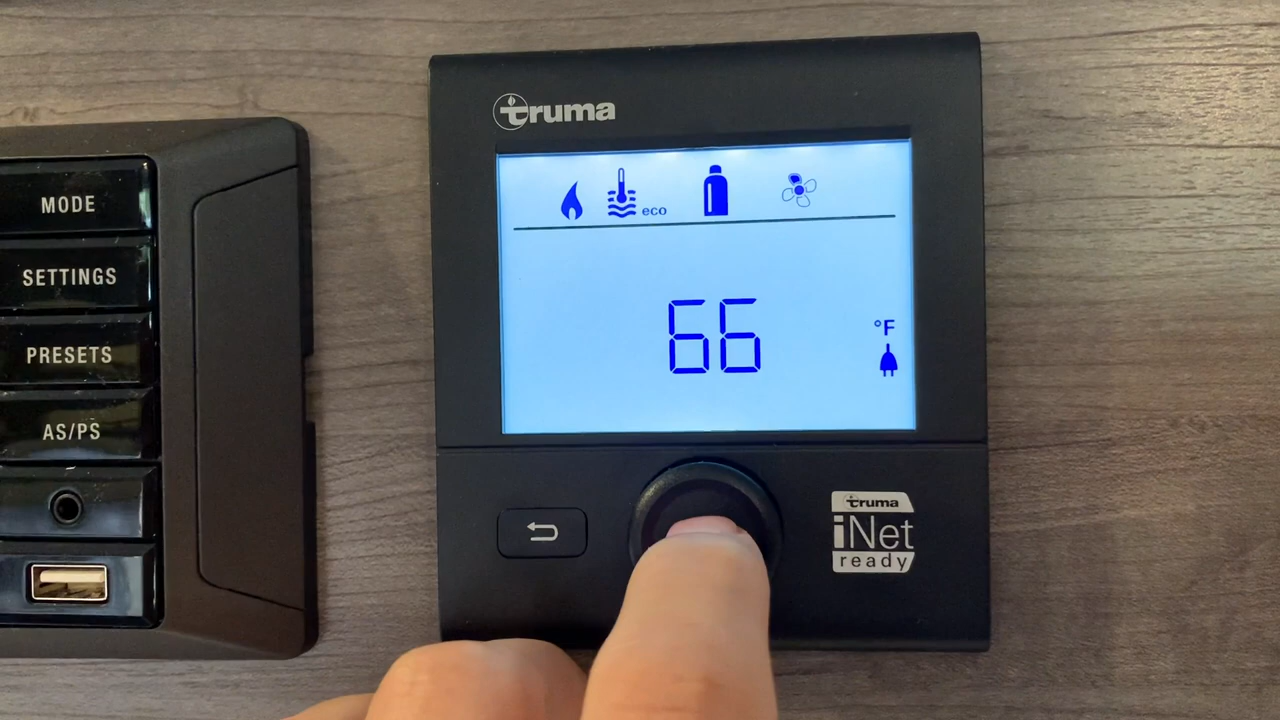 MODE
SETTINGS
PRESETS
AS/PS
truma
eco
66
°F
truma
iNet
ready